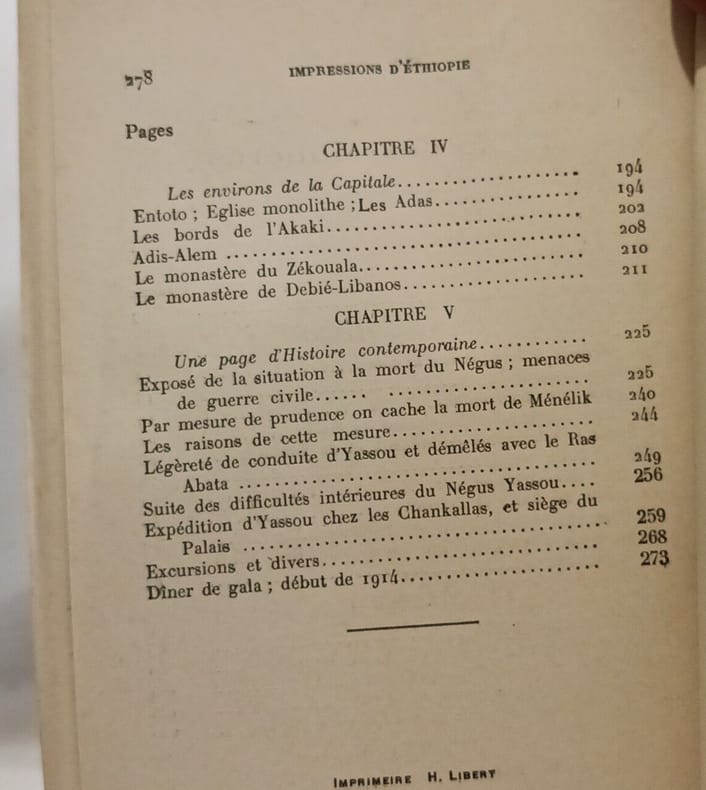 278 IMPRESSIONS D'ÉTHIOPIE
Pages
CHAPITRE IV
Les environs de la Capitale.................... 194
Entoto ; Eglise monolithe ; Les Adas................ 194
Les bords de l'Akaki............................ 202
Adis-Alem .................................... 208
Le monastère du Zékouala......................... 210
Le monastère de Debié-Libanos.................... 211
CHAPITRE V
Une page d'Histoire contemporaine............ 225
Exposé de la situation à la mort du Négus ; menaces
de guerre civile...... ...................... 225
Par mesure de prudence on cache la mort de Ménélik 240
Les raisons de cette mesure..................... 244
Légèreté de conduite d'Yassou et démêlés avec le Ras
Abata ...................................... 249
Suite des difficultés intérieures du Négus Yassou.... 256
Expédition d'Yassou chez les Chankallas, et siège du
Palais ..................................... 259
Excursions et divers............................. 268
Dîner de gala ; début de 1914...................... 273
IMPRIMEIRE H. LIBERT